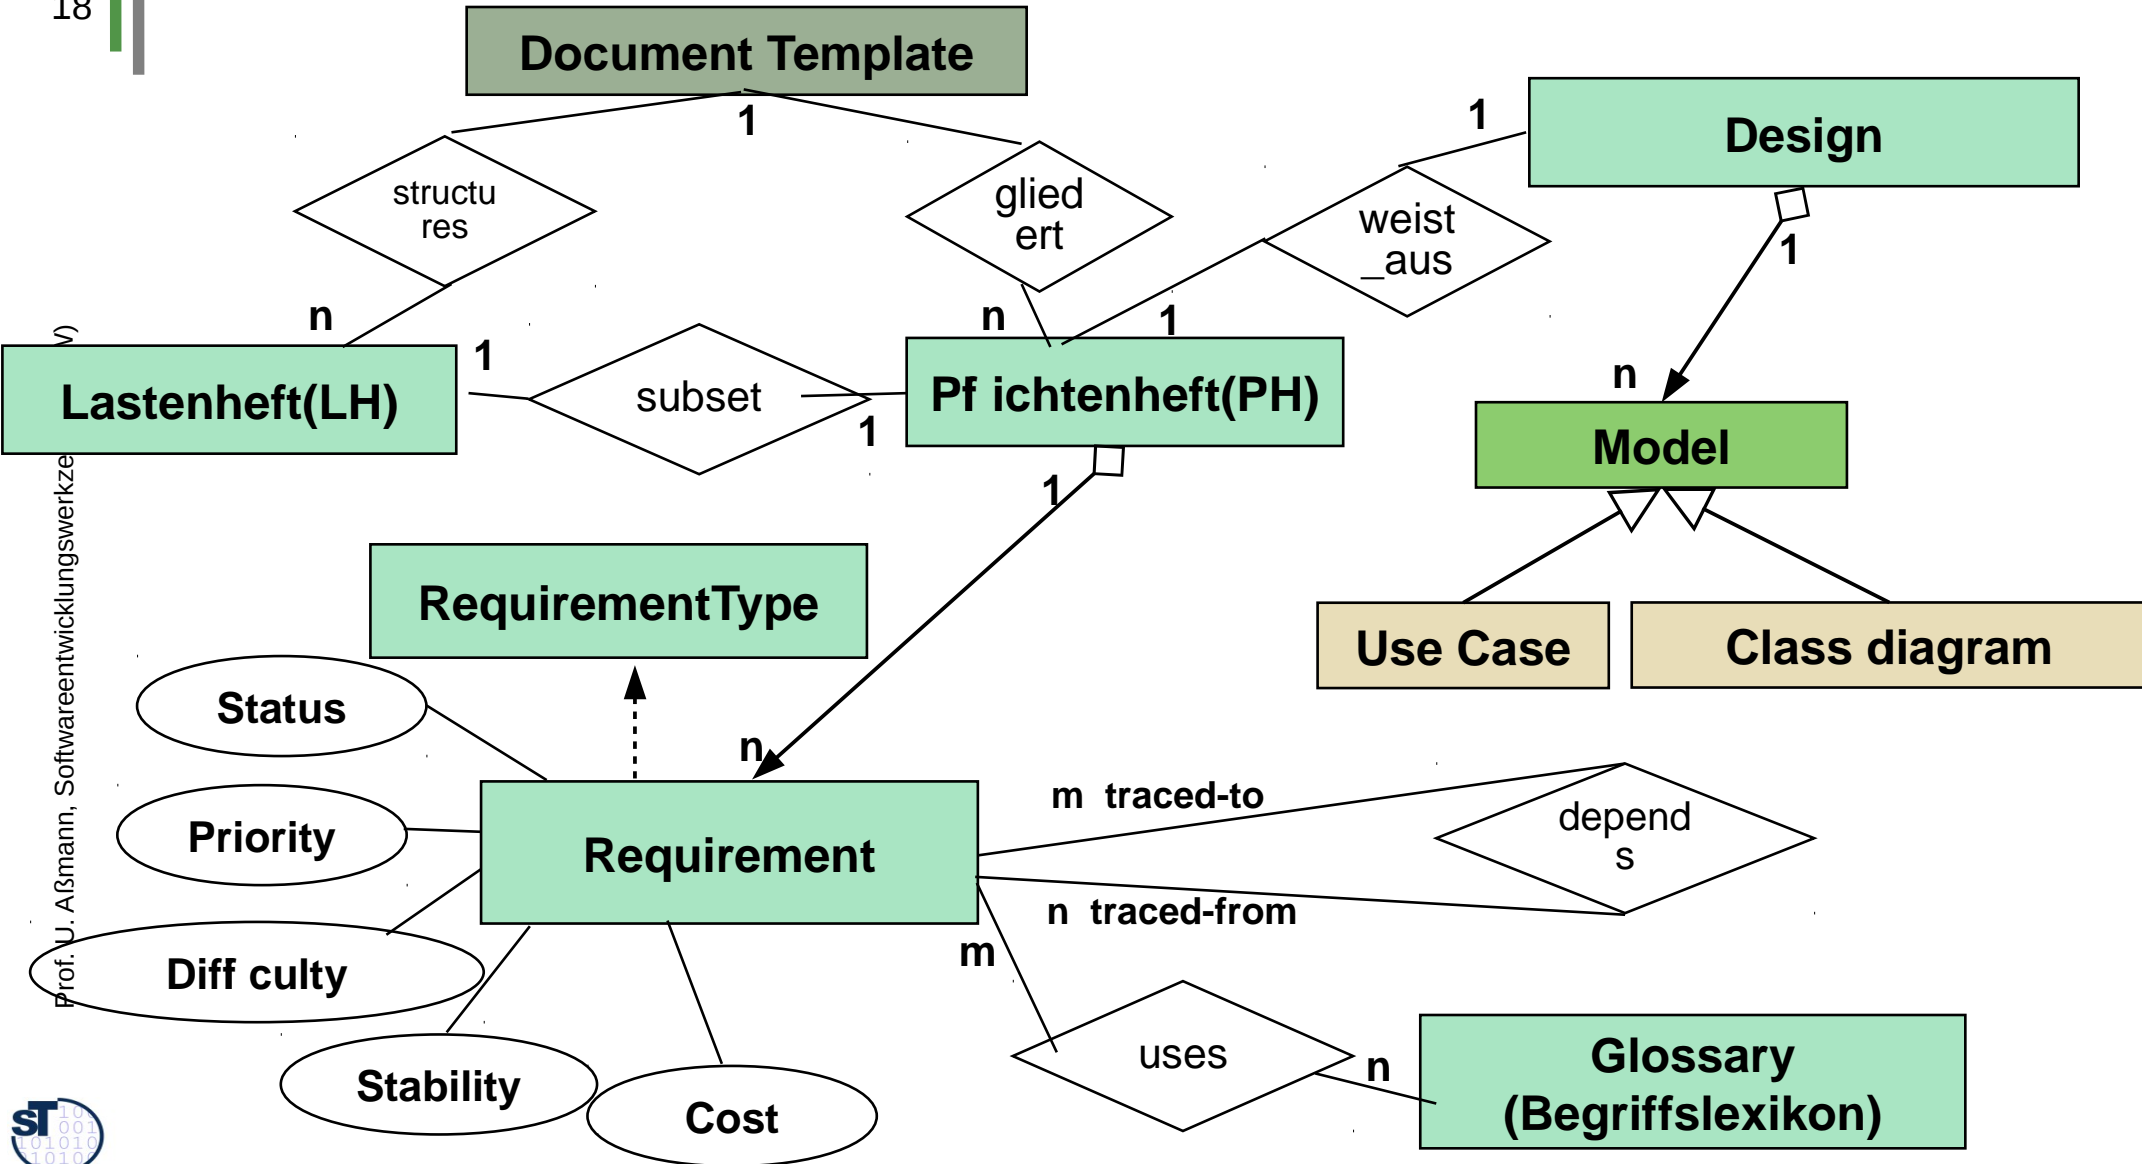 18
Document Template
1
1
Design
structu
res
glied
ert
weist
_aus
1
n
n
1
Lastenheft(LH)
1
subset
1
Pf ichtenheft(PH)
n
Model
1
RequirementType
Use Case
Class diagram
Status
n
Priority
Requirement
m traced-to
depend
s
n traced-from
Diff culty
m
Stability
Cost
uses
n
Glossary
(Begriffslexikon)
Prof. U. Aßmann, Softwareentwicklungswerkze
W)
ST